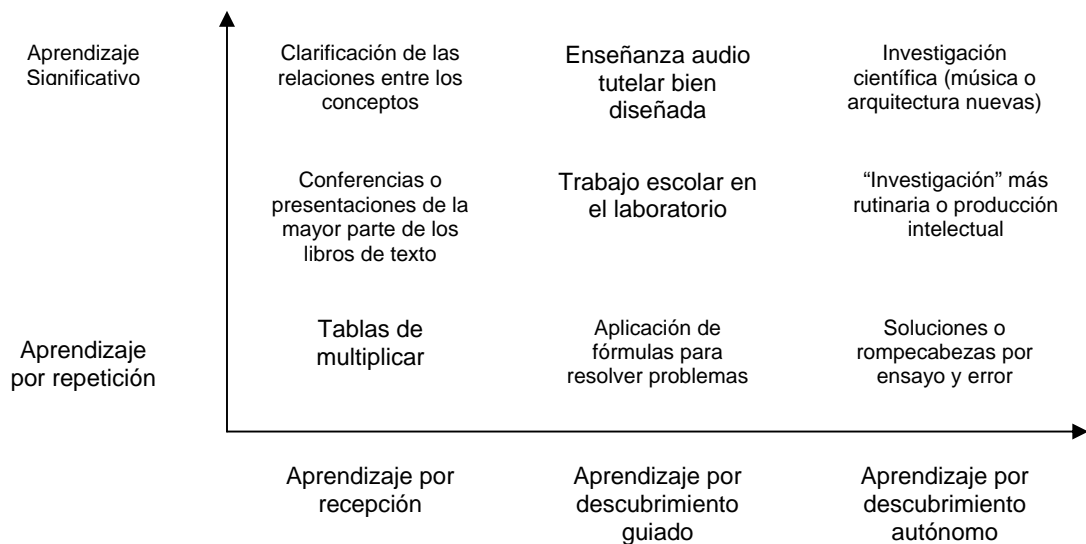 Aprendizaje
Significativo
Clarificación de las
relaciones entre los
conceptos
Enseñanza audio
tutelar bien
diseñada
Investigación
científica (música o
arquitectura nuevas)
Conferencias o
presentaciones de la
mayor parte de los
libros de texto
Trabajo escolar en
el laboratorio
“Investigación” más
rutinaria o producción
intelectual
Aprendizaje
por repetición
Tablas de
multiplicar
Aplicación de
fórmulas para
resolver problemas
Soluciones o
rompecabezas por
ensayo y error
Aprendizaje por
recepción
Aprendizaje por
descubrimiento
guiado
Aprendizaje por
descubrimiento
autónomo